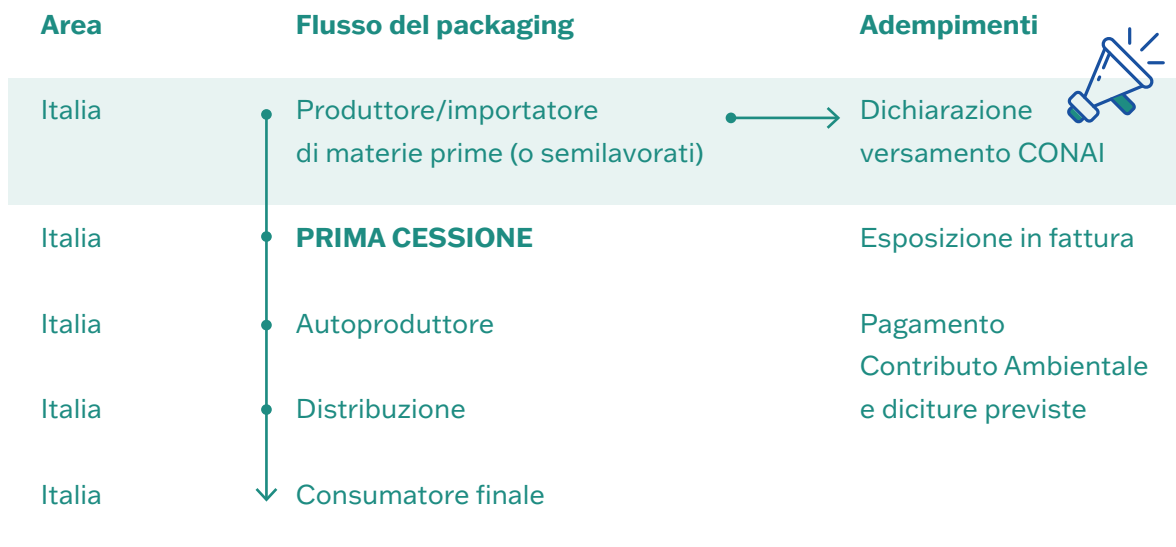 Area Flusso del packaging Adempimenti
Italia Produttore/importatore Dichiarazione
di materie prime (o semilavorati) versamento CONAI
Italia PRIMA CESSIONE Esposizione in fattura
Italia Autoproduttore Pagamento
Contributo Ambientale
Italia Distribuzione e diciture previste
Italia Consumatore finale